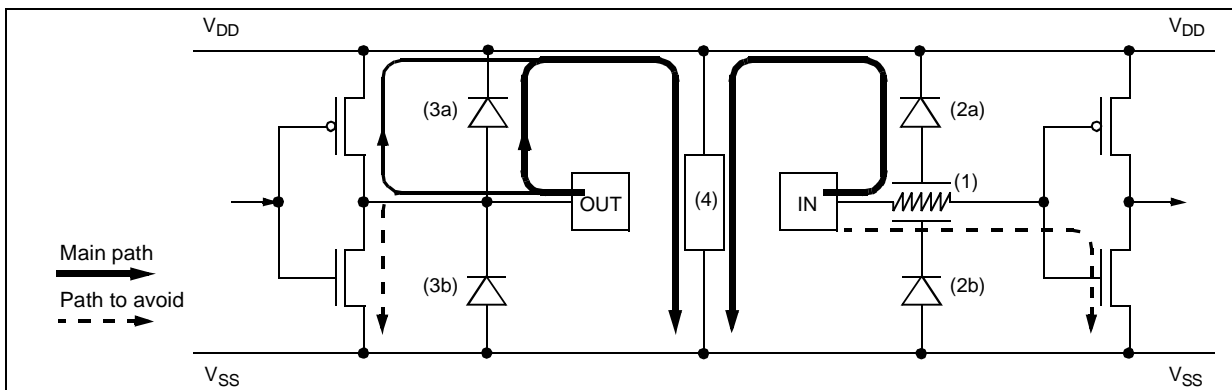 VDD
VDD
(3a)
(2a)
(1)
OUT
(4)
IN
Main path
(3b)
(2b)
Path to avoid
VSS
VSS